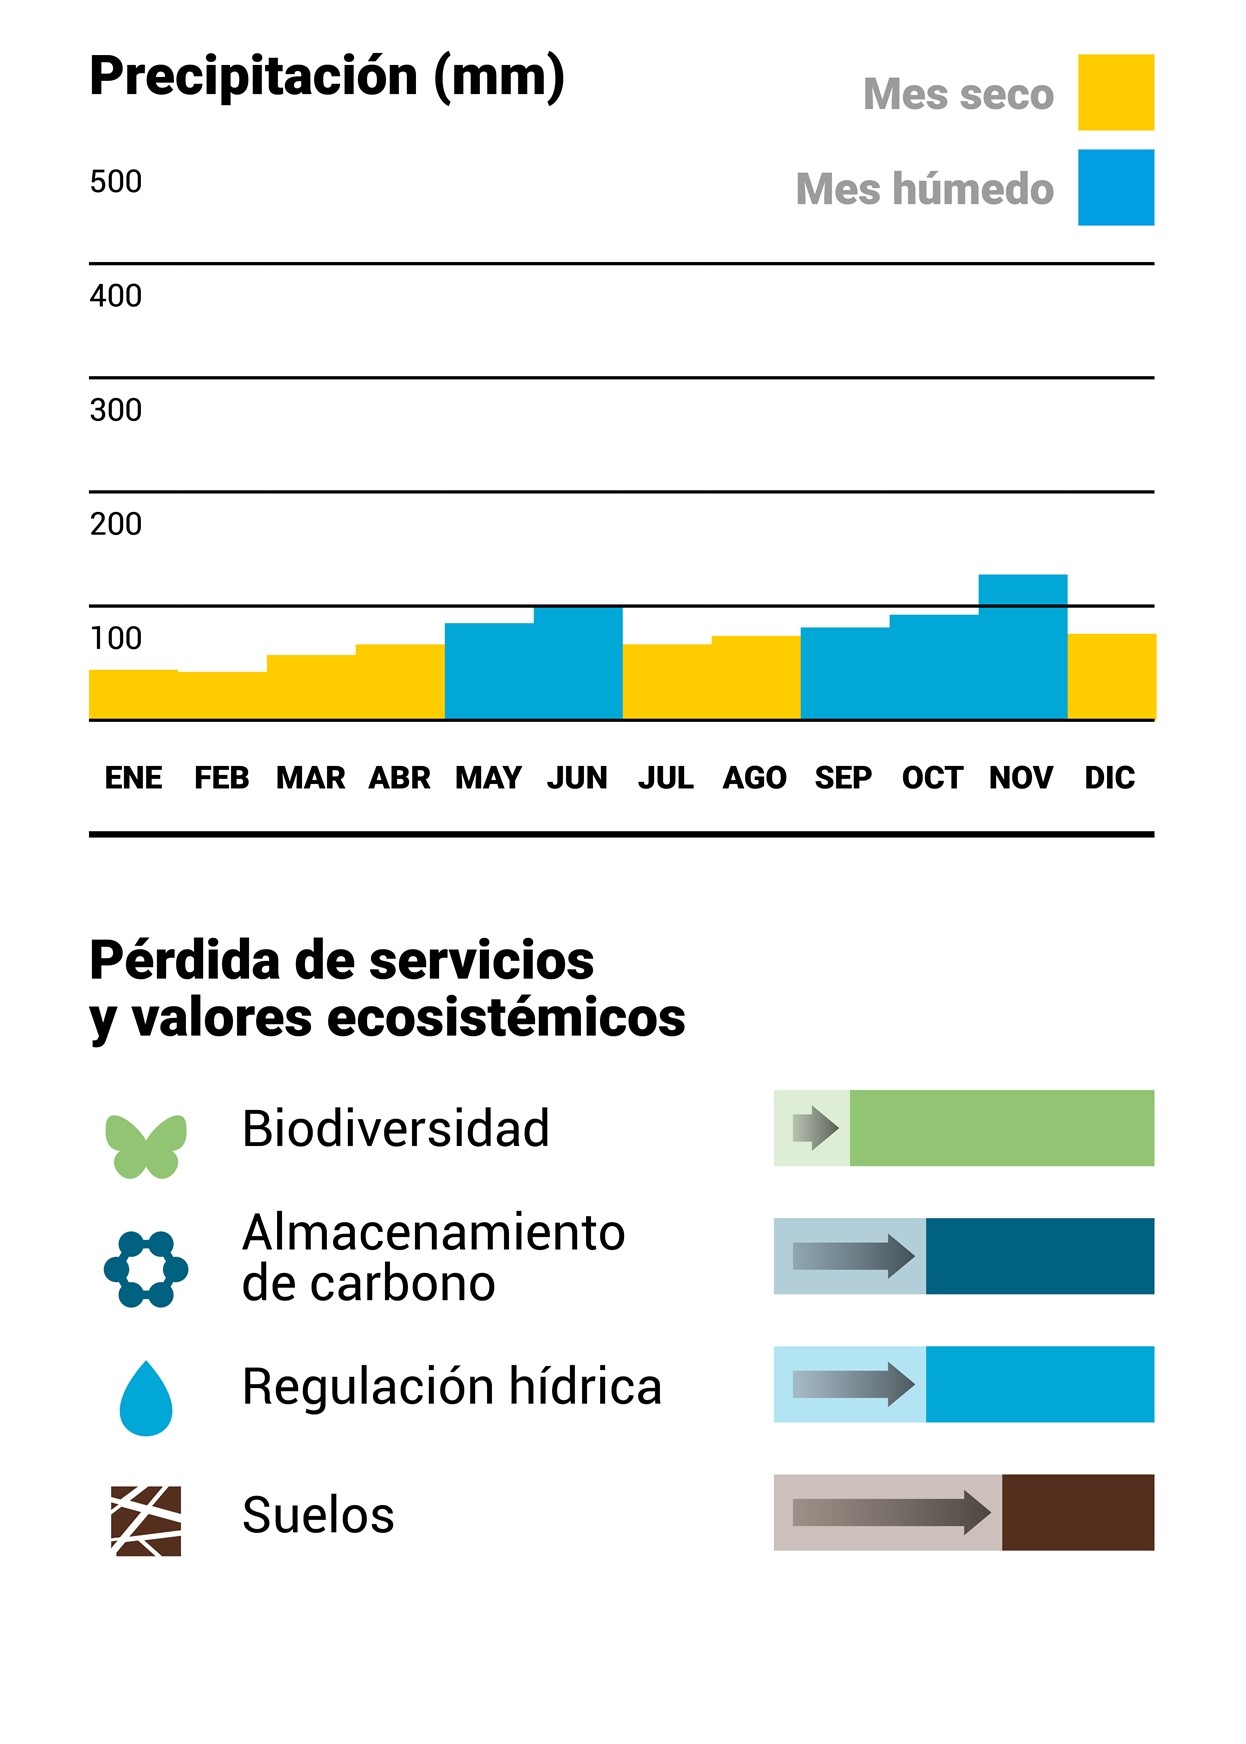 Precipitación (mm)
Mes seco
Mes húmedo
500
400
300
200
100
ENE FEB MAR ABR MAY JUN JUL AGO SEP OCT NOV DIC
Pérdida de servicios
y valores ecosistémicos
Biodiversidad
Almacenamiento
de carbono
Regulación hídrica
Suelos